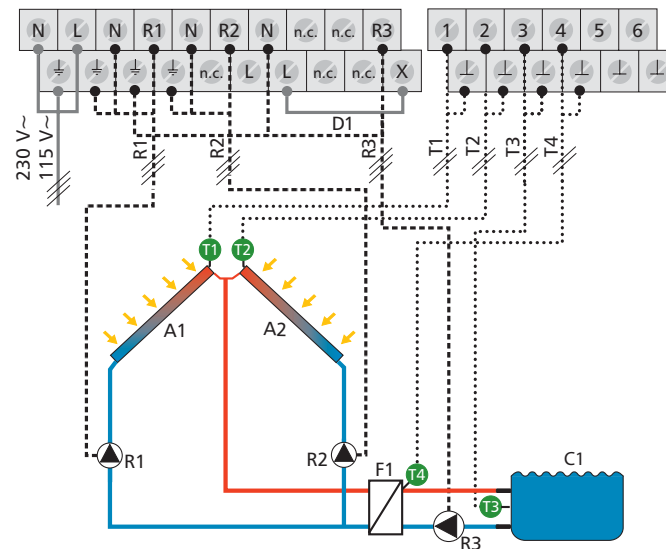 N L N R1 N R2 N n.c. n.c. R3
1 2 3 4 5 6
n.c. L L n.c. n.c. X
D1
230 V~
115 V~
R1
R2
R3
T1
T2
T3
T4
T1 T2
A1 A2
R1 R2 F1 T4 C1
T3
R3